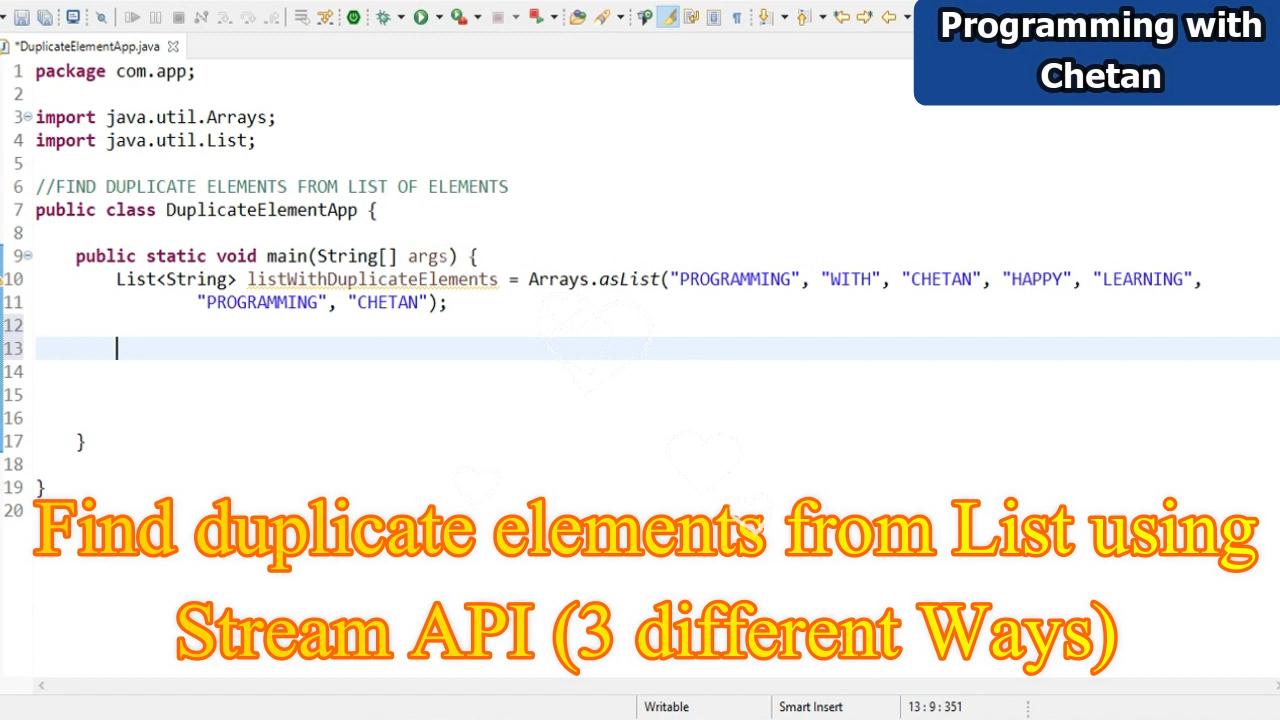 Programming with
Chetan
*DuplicateElementApp.java
1 package com.app;
2
3 import java.util.Arrays;
4 import java.util.List;
5
6 //FIND DUPLICATE ELEMENTS FROM LIST OF ELEMENTS
7 public class DuplicateElementApp {
8
9 public static void main(String[] args) {
10 List<String> listWithDuplicateElements = Arrays.asList("PROGRAMMING", "WITH", "CHETAN", "HAPPY", "LEARNING",
11 "PROGRAMMING", "CHETAN");
12
13
14
15
16
17 }
18
19 }
20
Find duplicate elements from List using
Stream API (3 different Ways)
Writable Smart Insert 13 : 9 : 351